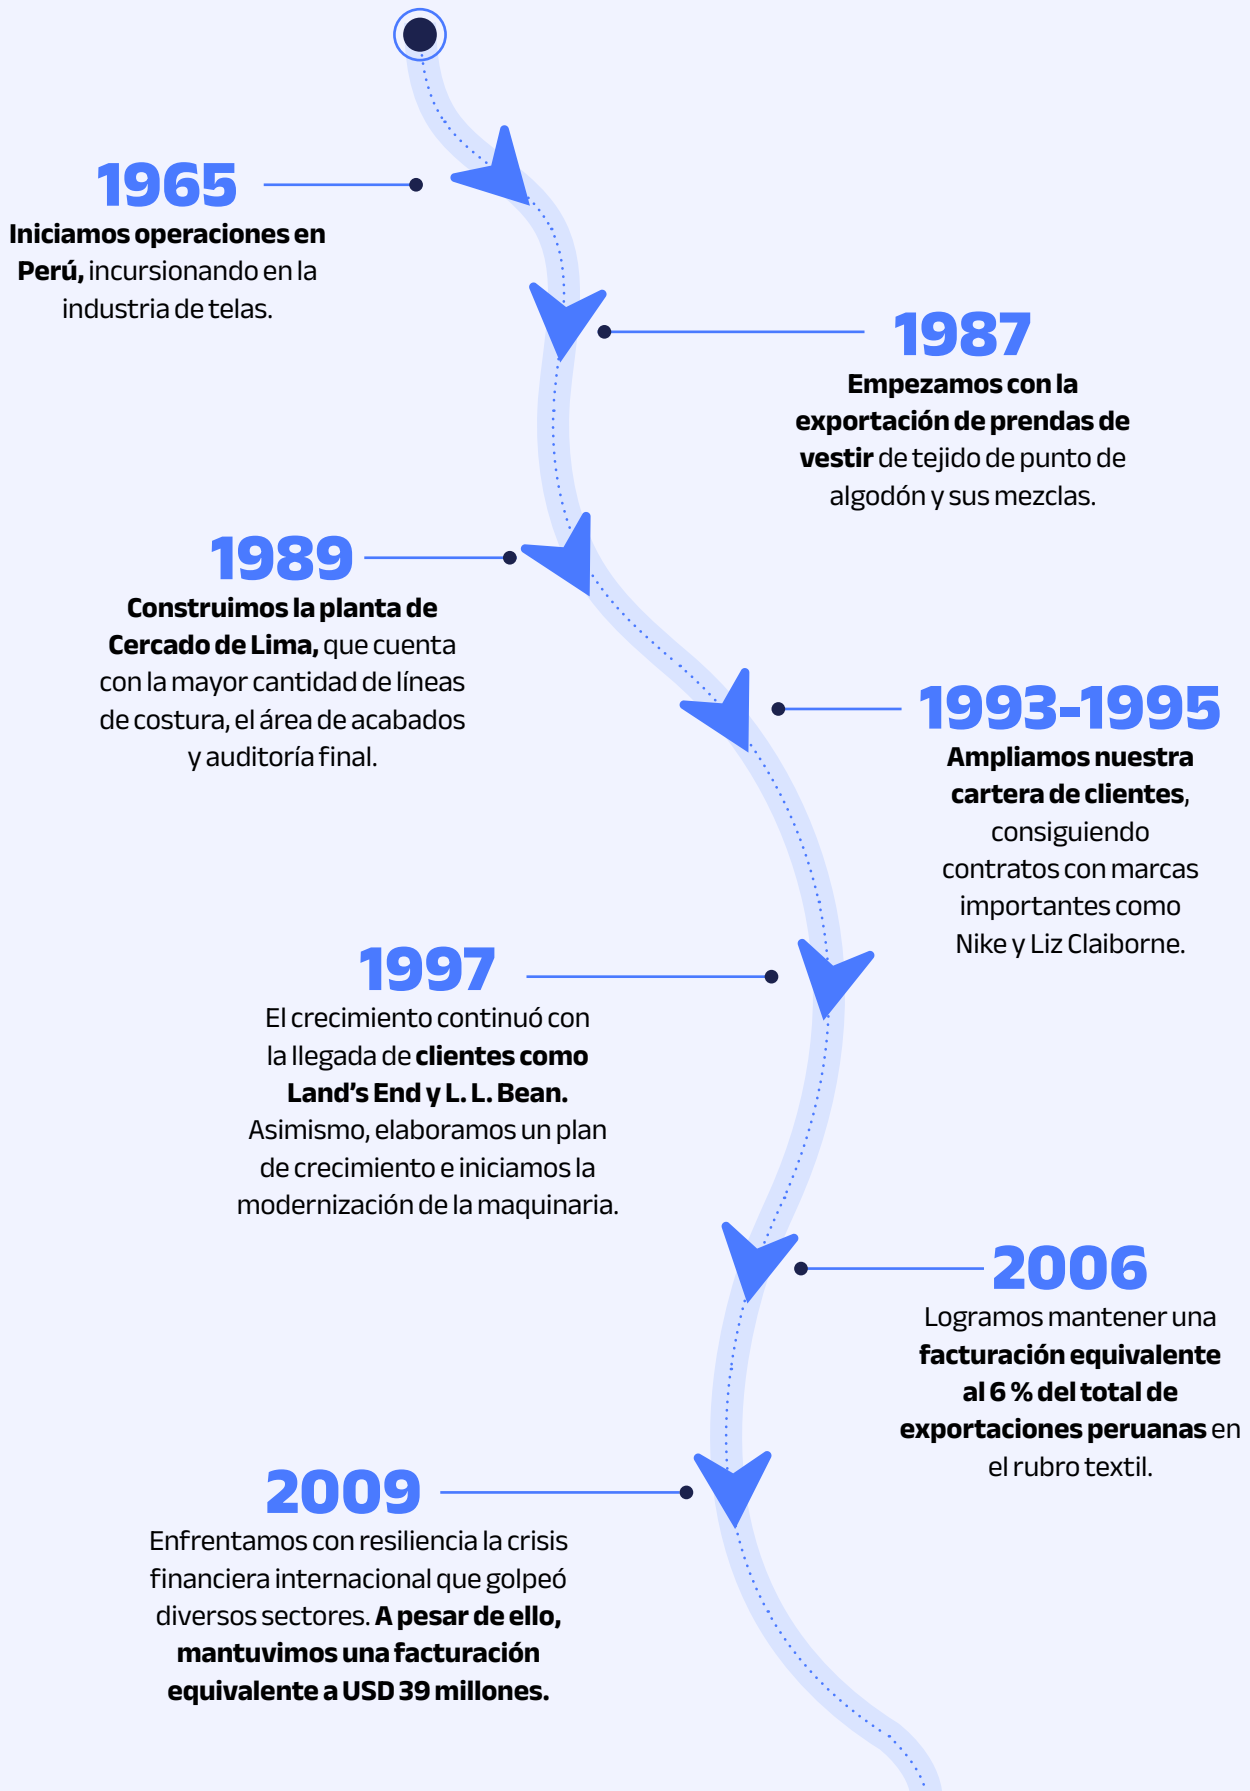 1965
Iniciamos operaciones en
Perú, incursionando en la
industria de telas.
1987
Empezamos con la
exportación de prendas de
vestir de tejido de punto de
algodón y sus mezclas.
1989
Construimos la planta de
Cercado de Lima, que cuenta
con la mayor cantidad de líneas
de costura, el área de acabados
y auditoría final.
1993-1995
Ampliamos nuestra
cartera de clientes,
consiguiendo
contratos con marcas
importantes como
Nike y Liz Claiborne.
1997
El crecimiento continuó con
la llegada de clientes como
Land’s End y L. L. Bean.
Asimismo, elaboramos un plan
de crecimiento e iniciamos la
modernización de la maquinaria.
2006
Logramos mantener una
facturación equivalente
al 6 % del total de
exportaciones peruanas en
el rubro textil.
2009
Enfrentamos con resiliencia la crisis
financiera internacional que golpeó
diversos sectores. A pesar de ello,
mantuvimos una facturación
equivalente a USD 39 millones.